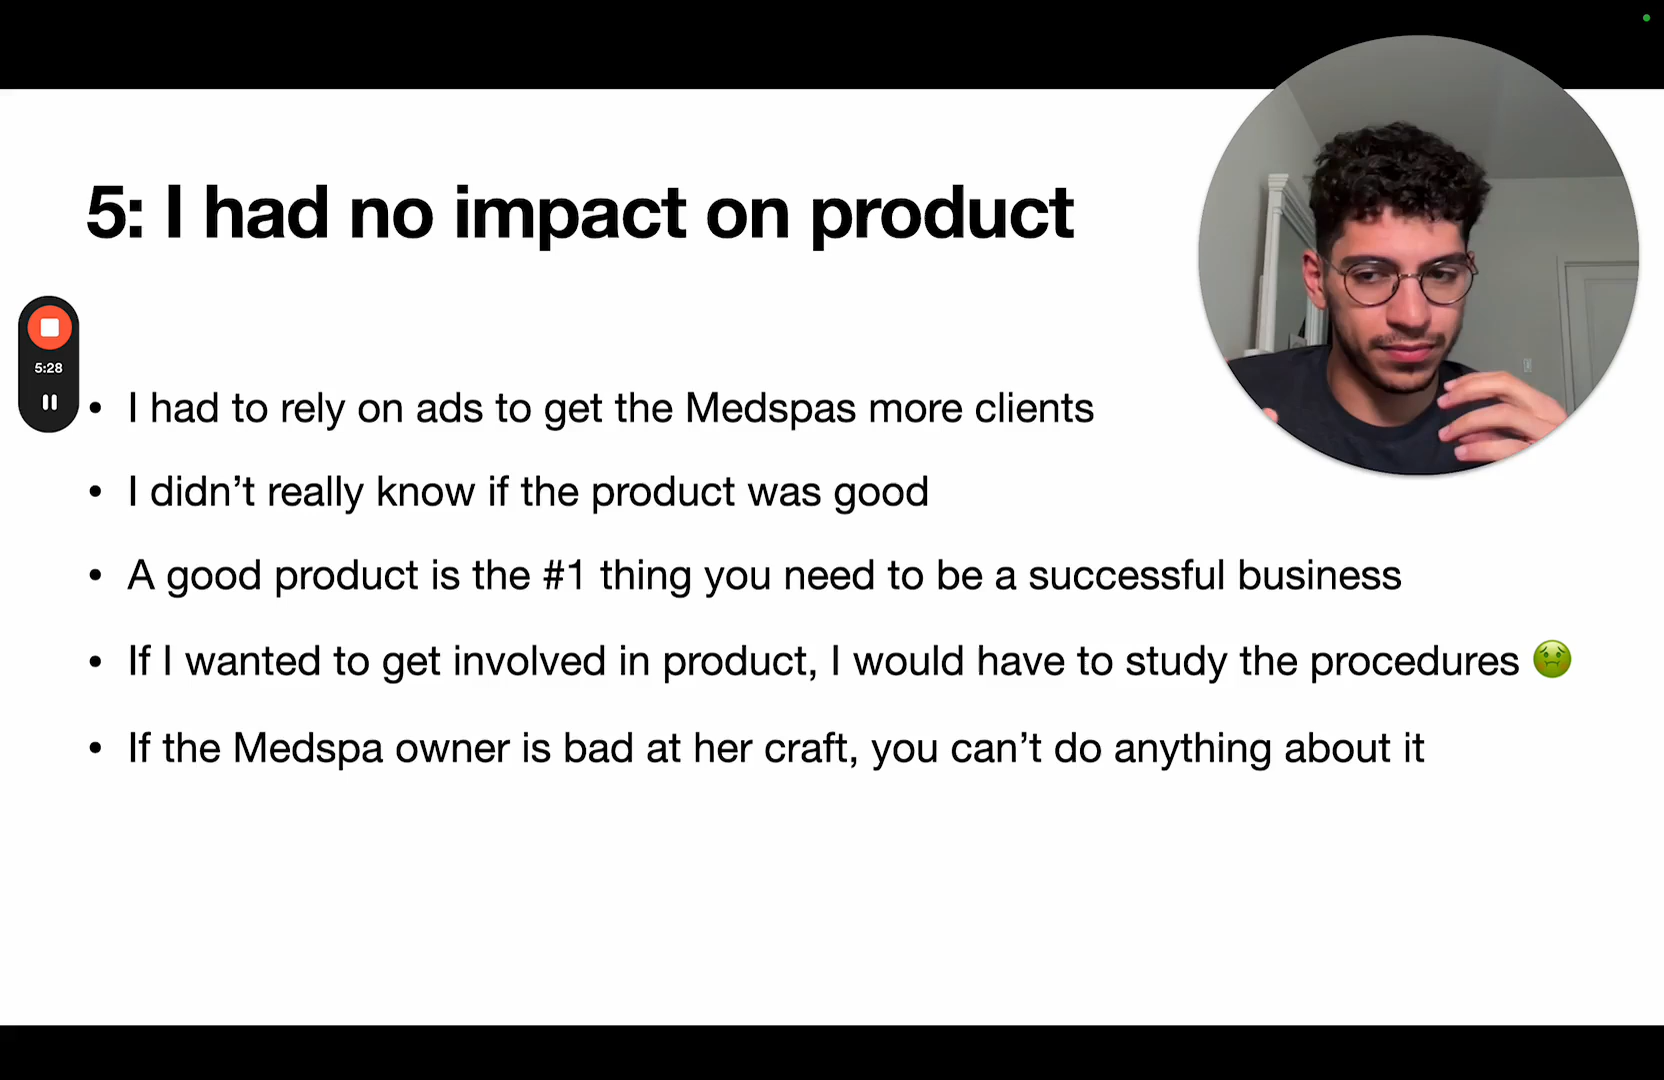 5: I had no impact on product
5:28
• I had to rely on ads to get the Medspas more clients
• I didn’t really know if the product was good
• A good product is the #1 thing you need to be a successful business
• If I wanted to get involved in product, I would have to study the procedures 🤢
• If the Medspa owner is bad at her craft, you can’t do anything about it